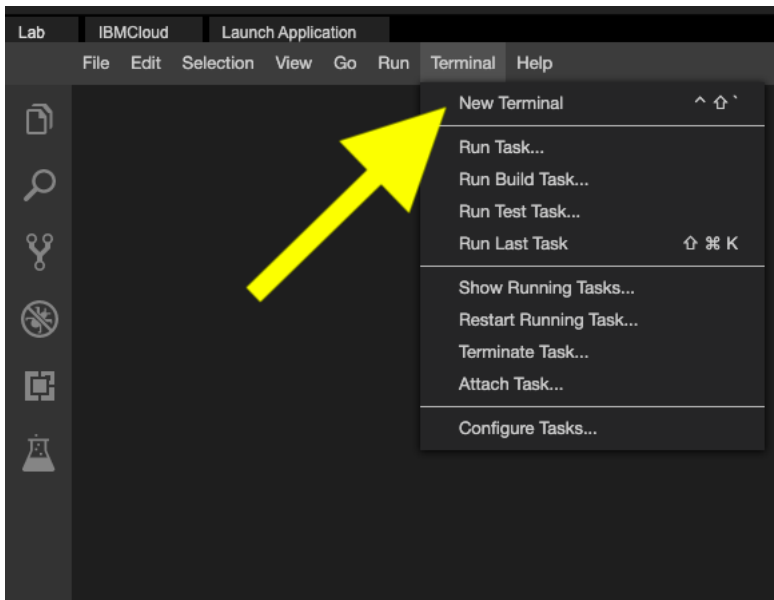 Lab IBMCloud Launch Application
File Edit Selection View Go Run Terminal Help
New Terminal ^ ⇧ `
Run Task...
Run Build Task...
Run Test Task...
Run Last Task ⇧ ⌘ K
Show Running Tasks...
Restart Running Task...
Terminate Task...
Attach Task...
Configure Tasks...